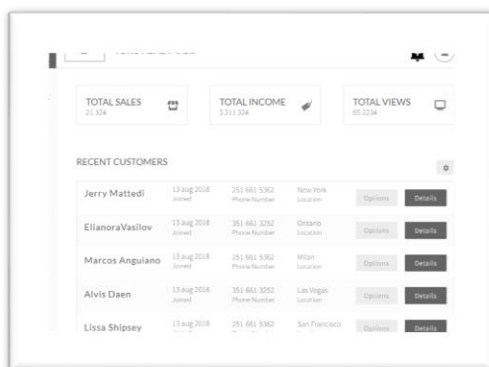 TOTAL SALES
21 324
TOTAL INCOME
$ 311 324
TOTAL VIEWS
65 2234
RECENT CUSTOMERS
Jerry Mattedi 13 aug 2018 251-661-5362 New York Options Details
Joined Phone Number Location
ElianoraVasilov 13 aug 2018 351-661-3252 Ontario Options Details
Joined Phone Number Location
Marcos Anguiano 13 aug 2018 251-661-5362 Milan Options Details
Joined Phone Number Location
Alvis Daen 13 aug 2018 351-661-3252 Las Vegas Options Details
Joined Phone Number Location
Lissa Shipsey 13 aug 2018 251-661-5362 San Francisco Options Details